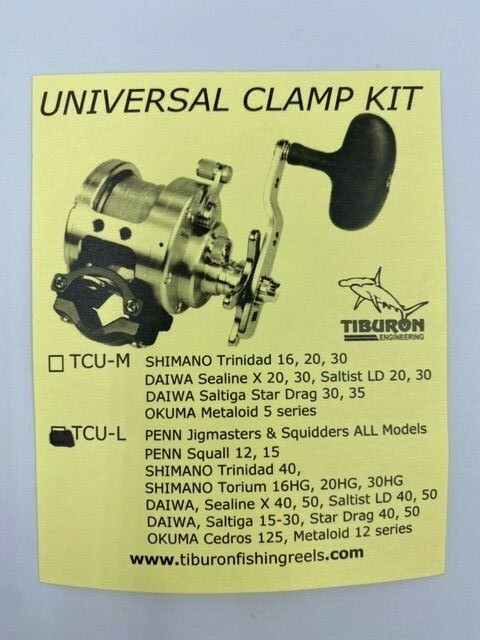 UNIVERSAL CLAMP KIT
TIBURON
ENGINEERING
TCU-M SHIMANO Trinidad 16, 20, 30
DAIWA Sealine X 20, 30, Saltist LD 20, 30
DAIWA Saltiga Star Drag 30, 35
OKUMA Metaloid 5 series
TCU-L PENN Jigmasters & Squidders ALL Models
PENN Squall 12, 15
SHIMANO Trinidad 40,
SHIMANO Torium 16HG, 20HG, 30HG
DAIWA, Sealine X 40, 50, Saltist LD 40, 50
DAIWA, Saltiga 15-30, Star Drag 40, 50
OKUMA Cedros 125, Metaloid 12 series
www.tiburonfishingreels.com